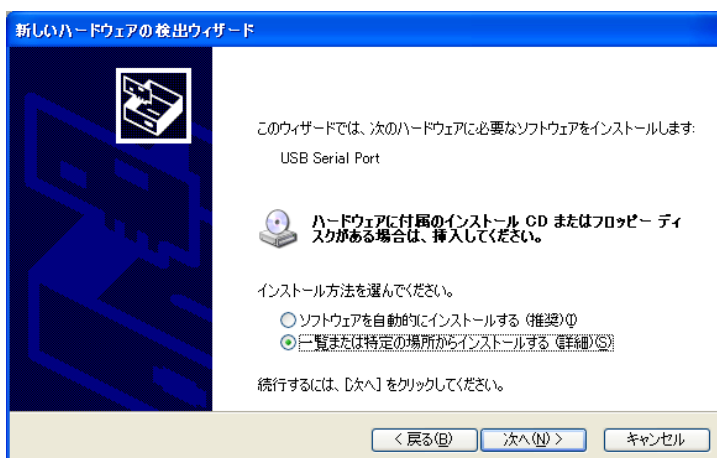 新しいハードウェアの検出ウィザード
このウィザードでは、次のハードウェアに必要なソフトウェアをインストールします:
USB Serial Port
ハードウェアに付属のインストール CD またはフロッピー ディ
スクがある場合は、挿入してください。
インストール方法を選んでください。
ソフトウェアを自動的にインストールする (推奨)(I)
一覧または特定の場所からインストールする (詳細)(S)
続行するには、[次へ] をクリックしてください。
< 戻る(B) 次へ(N) > キャンセル